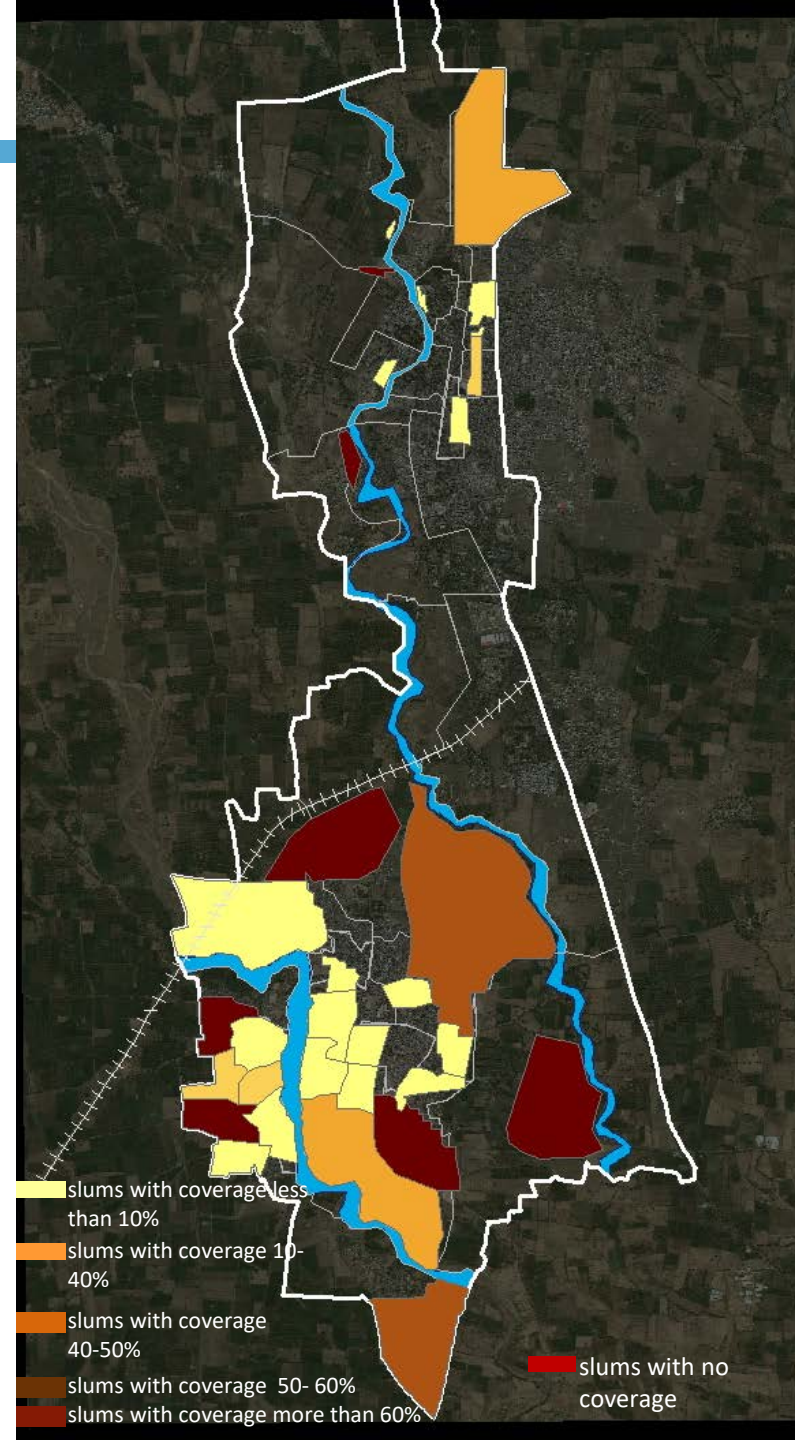 slums with coverage less
than 10%
slums with coverage 10-
40%
slums with coverage
40-50%
slums with coverage 50- 60%
slums with coverage more than 60%
slums with no
coverage